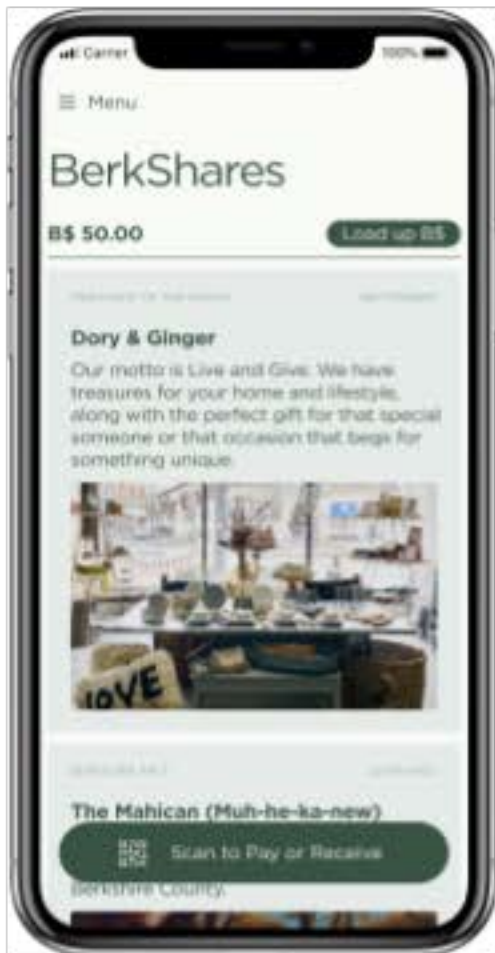 Carrier 100%
Menu
BerkShares
B$ 50.00 Load up B$
Dory & Ginger
Our motto is Live and Give. We have
treasures for your home and lifestyle,
along with the perfect gift for that special
someone or that occasion that begs for
something unique.
LOVE
The Mahican (Muh-he-ka-new)
Scan to Pay or Receive
Berkshire County.